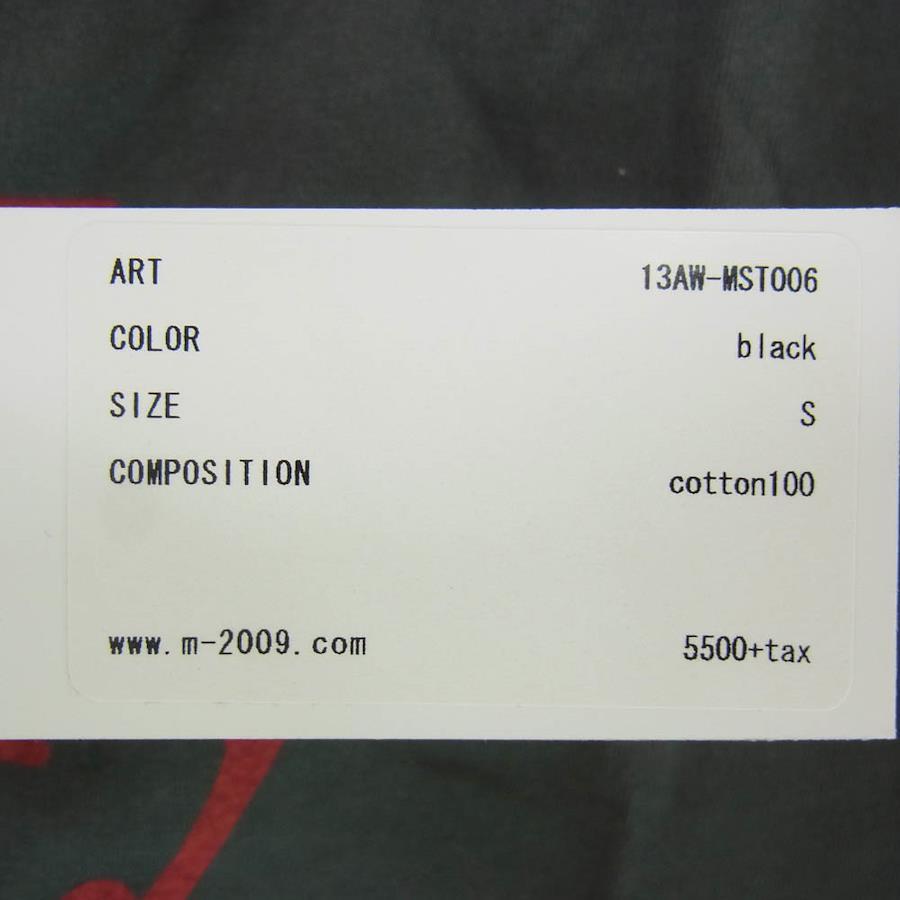 ART 13AW-MST006
COLOR black
SIZE S
COMPOSITION cotton100
www.m-2009.com 5500+tax